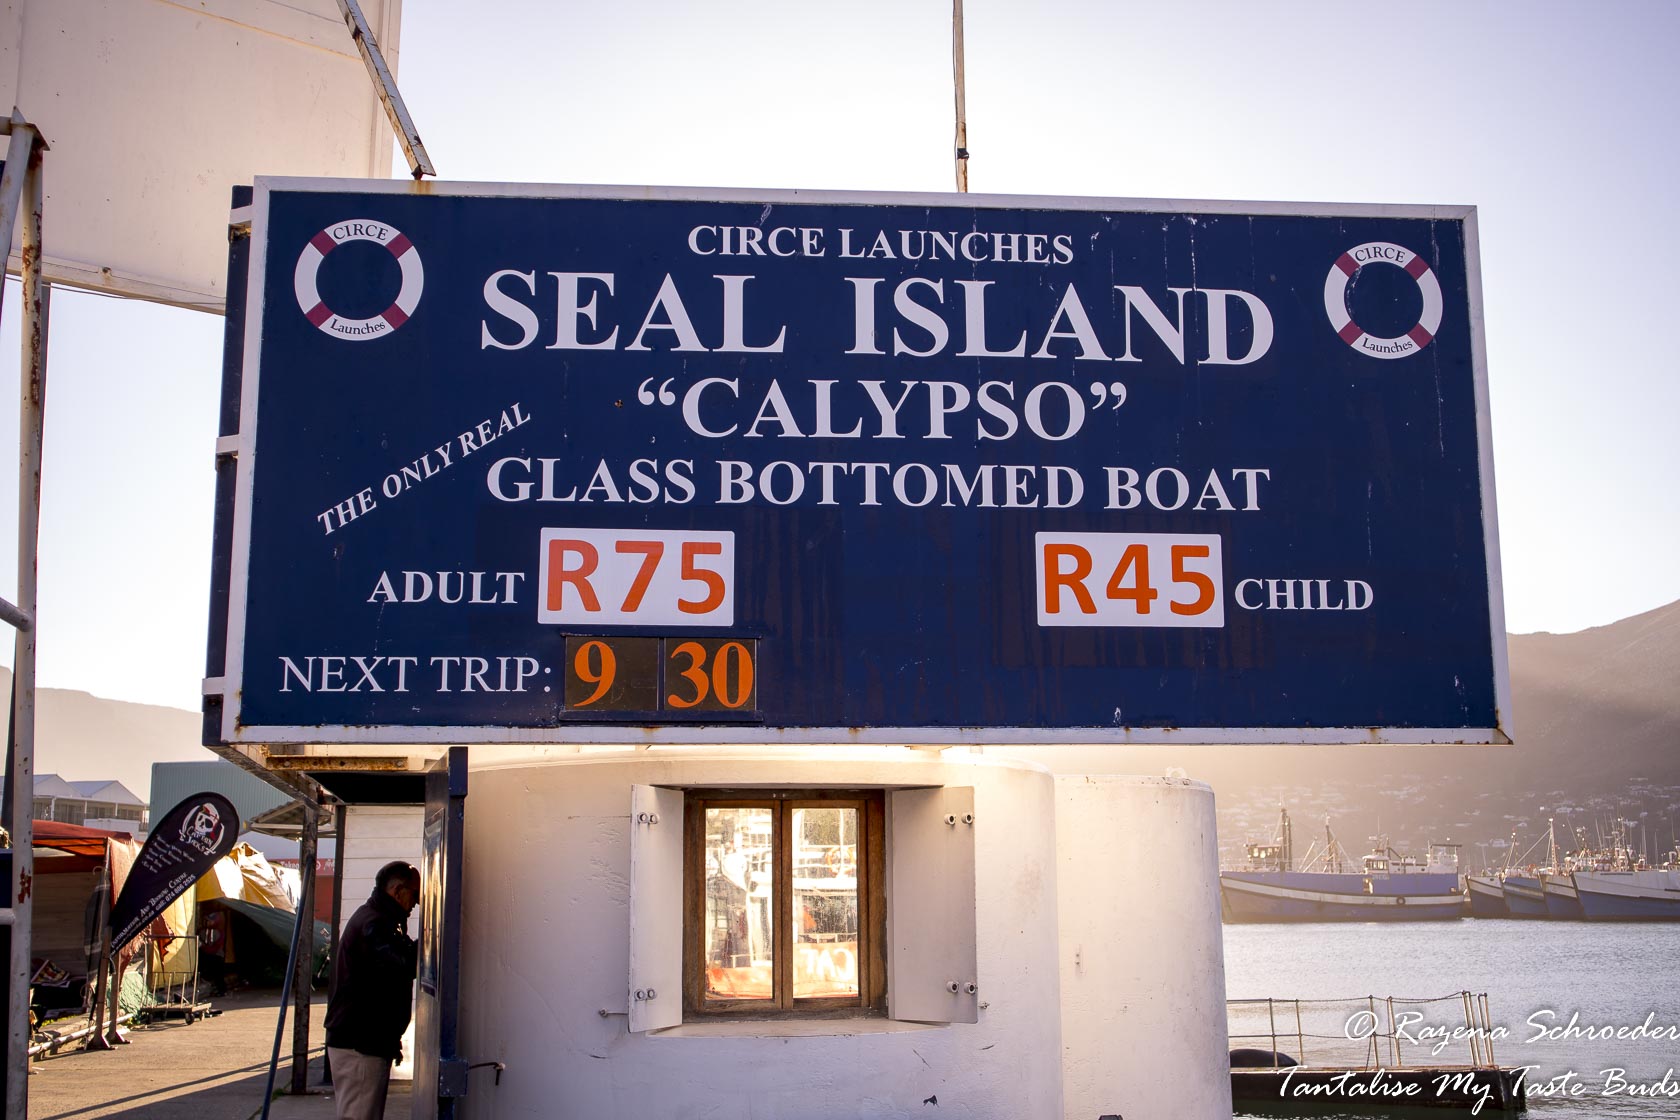 CIRCE
Launches
CIRCE LAUNCHES
CIRCE
Launches
SEAL ISLAND
"CALYPSO"
THE ONLY REAL
GLASS BOTTOMED BOAT
ADULT R75
R45 CHILD
NEXT TRIP: 9 30
© Razena Schroeder
Tantalise My Taste Buds